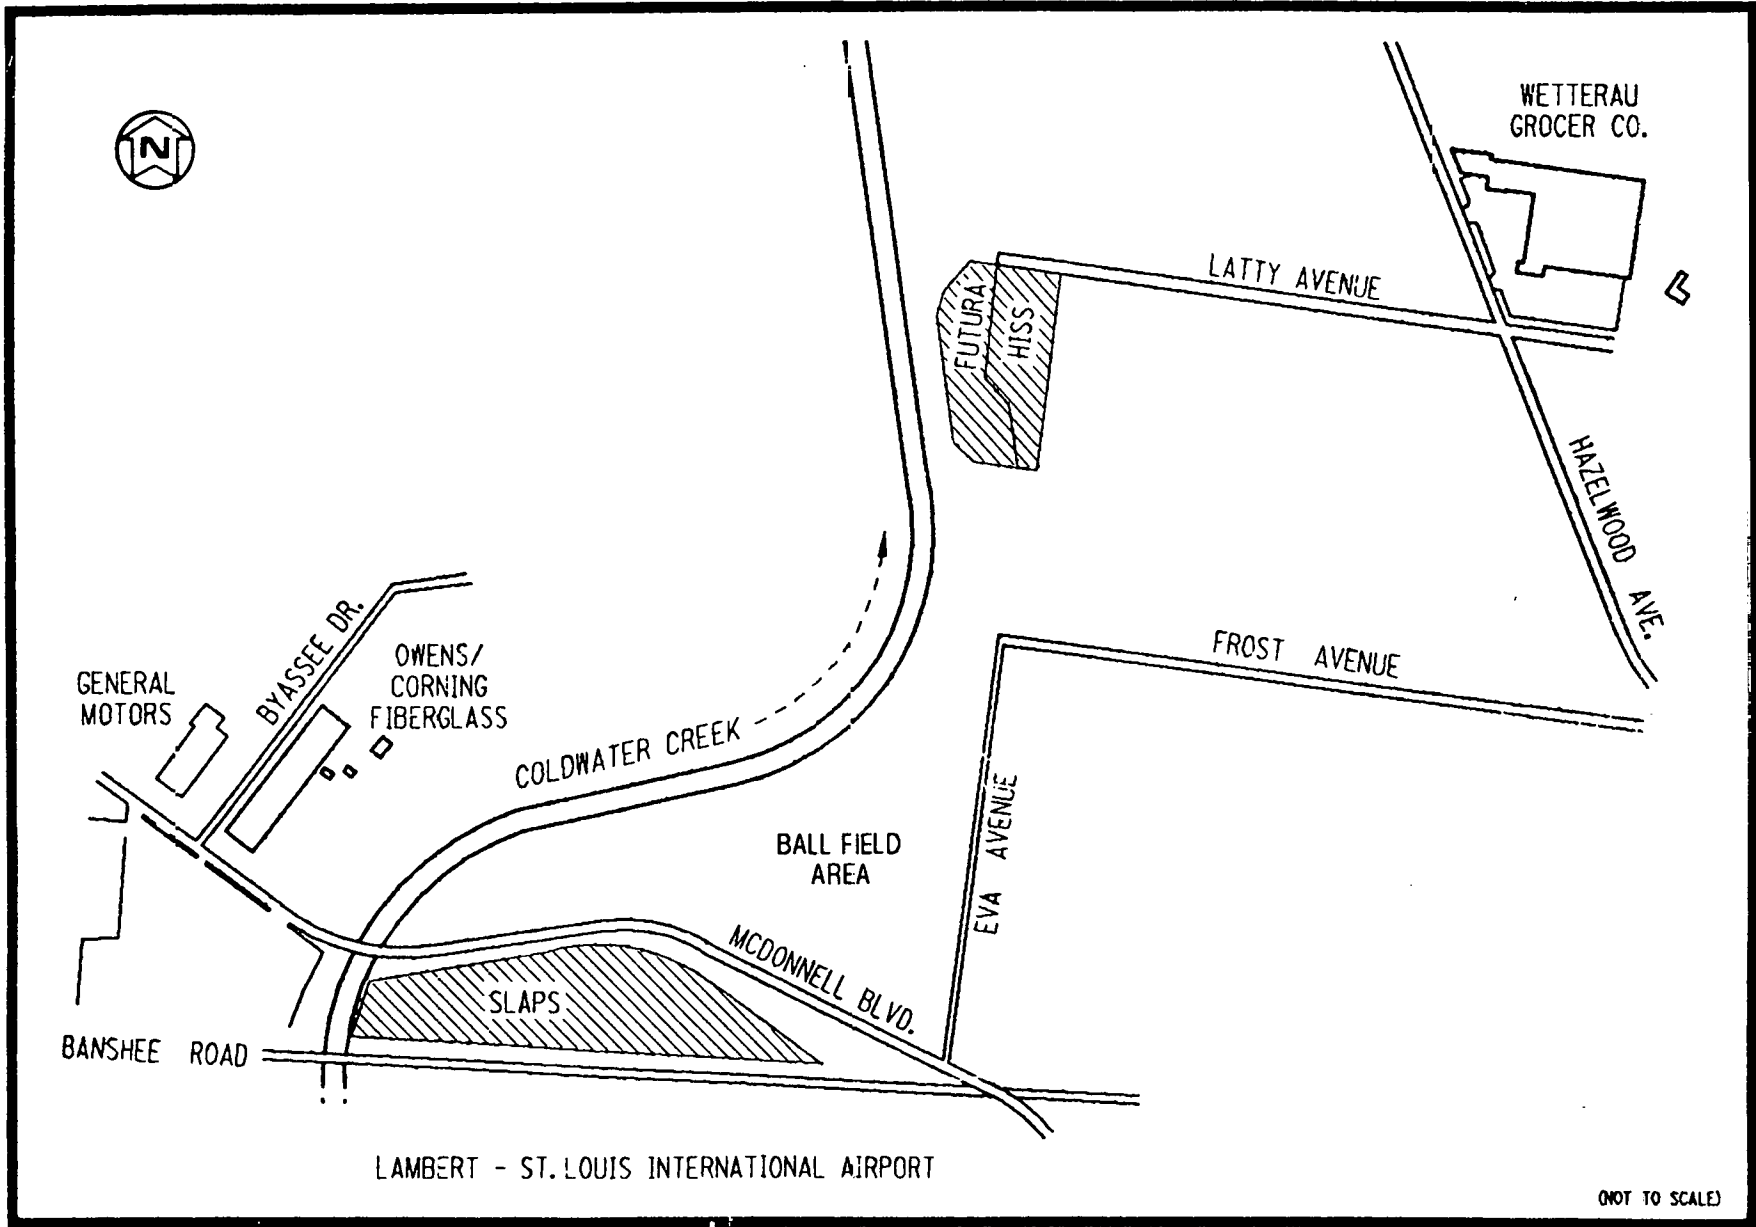 N
WETTERAU
GROCER CO.
LATTY AVENUE
FUTURA
HISS
HAZELWOOD AVE.
FROST AVENUE
BYASSEE DR.
OWENS/
CORNING
FIBERGLASS
GENERAL
MOTORS
COLDWATER CREEK
BALL FIELD
AREA
EVA AVENUE
MCDONNELL BLVD.
SLAPS
BANSHEE ROAD
LAMBERT - ST. LOUIS INTERNATIONAL AIRPORT
(NOT TO SCALE)